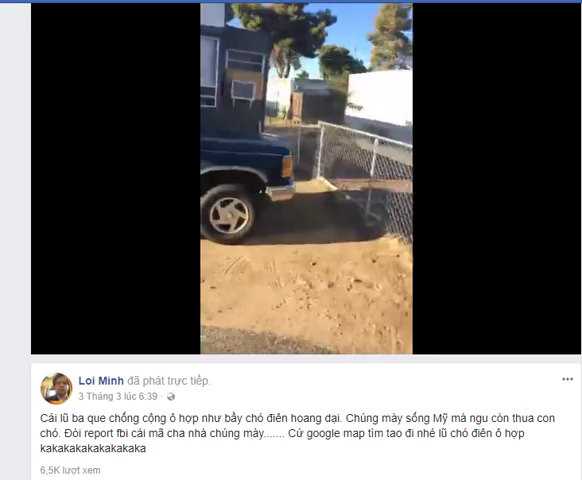 Loi Minh đã phát trực tiếp.
3 Tháng 3 lúc 6:39 ·
Cái lũ ba que chống cộng ô hợp như bầy chó điên hoang dại. Chúng mày sống Mỹ mà ngu còn thua con
chó. Đòi report fbi cái mã cha nhà chúng mày....... Cứ google map tìm tao đi nhé lũ chó điên ô hợp
kakakakakakakakaka
6,5K lượt xem